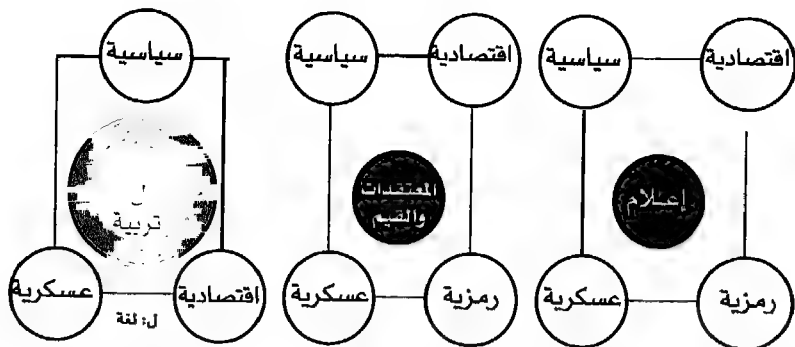 اقتصادية
سياسية
إعلام
رمزية
عسكرية
اقتصادية
سياسية
المعتقدات
والقيم
رمزية
عسكرية
سياسية
ل
تربية
اقتصادية
عسكرية
ل: لغة